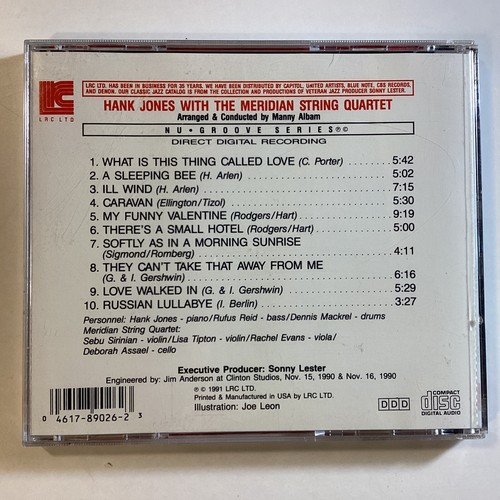 LRC LTD. HAS BEEN IN BUSINESS FOR 35 YEARS. WE HAVE BEEN DISTRIBUTED BY CAPITOL, UNITED ARTISTS, BLUE NOTE, CBS RECORDS,
AND DENON. OUR CLASSIC JAZZ CATALOG IS FROM THE COLLECTION AND PRODUCTIONS OF VETERAN JAZZ PRODUCER SONNY LESTER.
LRC LTD
HANK JONES WITH THE MERIDIAN STRING QUARTET
Arranged & Conducted by Manny Albam
NU • GROOVE SERIES ℗©
DIRECT DIGITAL RECORDING
1. WHAT IS THIS THING CALLED LOVE (C. Porter) 5:42
2. A SLEEPING BEE (H. Arlen) 5:02
3. ILL WIND (H. Arlen) 7:15
4. CARAVAN (Ellington/Tizol) 5:30
5. MY FUNNY VALENTINE (Rodgers/Hart) 9:19
6. THERE'S A SMALL HOTEL (Rodgers/Hart) 5:00
7. SOFTLY AS IN A MORNING SUNRISE
(Sigmond/Romberg) 4:11
8. THEY CAN'T TAKE THAT AWAY FROM ME
(G. & I. Gershwin) 6:16
9. LOVE WALKED IN (G. & I. Gershwin) 5:29
10. RUSSIAN LULLABYE (I. Berlin) 3:27
Personnel: Hank Jones - piano/Rufus Reid - bass/Dennis Mackrel - drums
Meridian String Quartet:
Sebu Sirinian - violin/Lisa Tipton - violin/Rachel Evans - viola/
Deborah Assael - cello
Executive Producer: Sonny Lester
Engineered by: Jim Anderson at Clinton Studios, Nov. 15, 1990 & Nov. 16, 1990
℗ © 1991 LRC LTD.
Printed & Manufactured in USA by LRC LTD.
Illustration: Joe Leon
0 4617-89026-2 3
DDD
COMPACT
disc
DIGITAL AUDIO